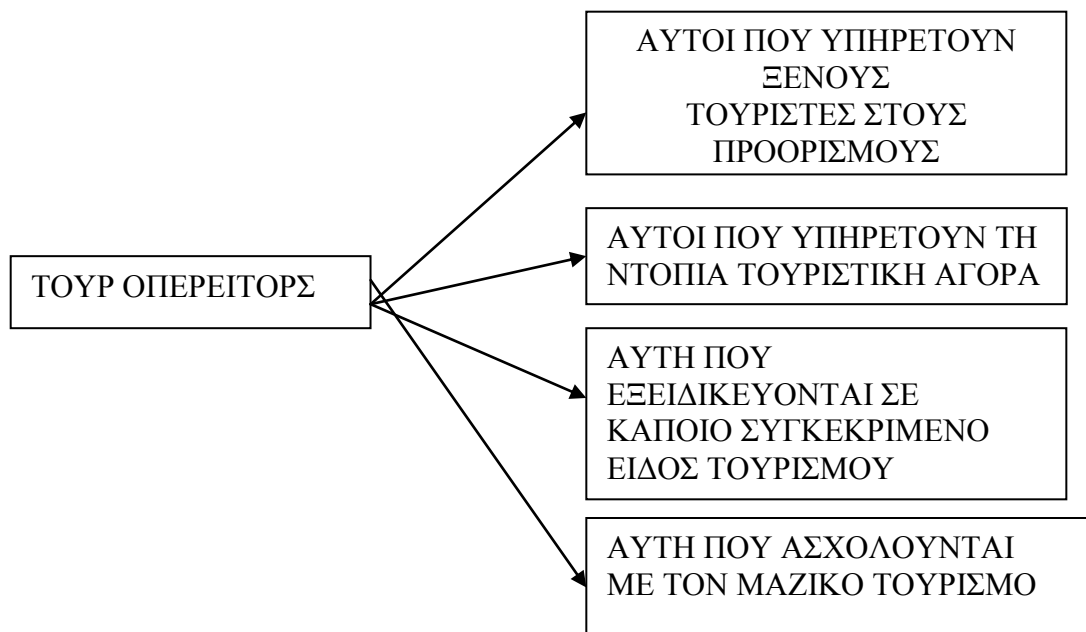 ΑΥΤΟΙ ΠΟΥ ΥΠΗΡΕΤΟΥΝ
ΞΕΝΟΥΣ
ΤΟΥΡΙΣΤΕΣ ΣΤΟΥΣ
ΠΡΟΟΡΙΣΜΟΥΣ
ΤΟΥΡ ΟΠΕΡΕΙΤΟΡΣ
ΑΥΤΟΙ ΠΟΥ ΥΠΗΡΕΤΟΥΝ ΤΗ
ΝΤΟΠΙΑ ΤΟΥΡΙΣΤΙΚΗ ΑΓΟΡΑ
ΑΥΤΗ ΠΟΥ
ΕΞΕΙΔΙΚΕΥΟΝΤΑΙ ΣΕ
ΚΑΠΟΙΟ ΣΥΓΚΕΚΡΙΜΕΝΟ
ΕΙΔΟΣ ΤΟΥΡΙΣΜΟΥ
ΑΥΤΗ ΠΟΥ ΑΣΧΟΛΟΥΝΤΑΙ
ΜΕ ΤΟΝ ΜΑΖΙΚΟ ΤΟΥΡΙΣΜΟ